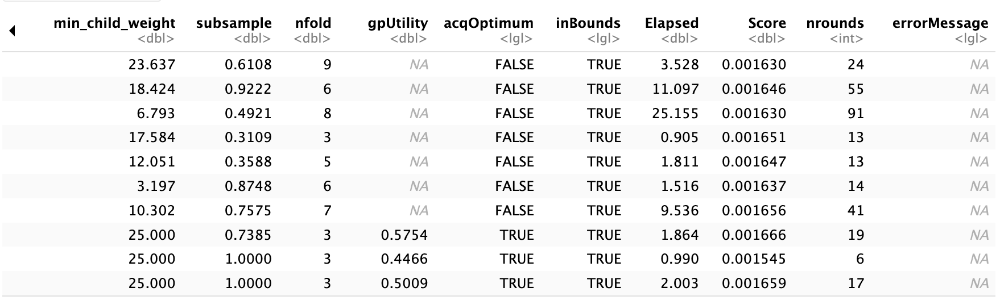 min_child_weight subsample nfold gpUtility acqOptimum inBounds Elapsed Score nrounds errorMessage
<dbl> <dbl> <dbl> <dbl> <lgl> <lgl> <dbl> <dbl> <int> <lgl>
23.637 0.6108 9 NA FALSE TRUE 3.528 0.001630 24 NA
18.424 0.9222 6 NA FALSE TRUE 11.097 0.001646 55 NA
6.793 0.4921 8 NA FALSE TRUE 25.155 0.001630 91 NA
17.584 0.3109 3 NA FALSE TRUE 0.905 0.001651 13 NA
12.051 0.3588 5 NA FALSE TRUE 1.811 0.001647 13 NA
3.197 0.8748 6 NA FALSE TRUE 1.516 0.001637 14 NA
10.302 0.7575 7 NA FALSE TRUE 9.536 0.001656 41 NA
25.000 0.7385 3 0.5754 TRUE TRUE 1.864 0.001666 19 NA
25.000 1.0000 3 0.4466 TRUE TRUE 0.990 0.001545 6 NA
25.000 1.0000 3 0.5009 TRUE TRUE 2.003 0.001659 17 NA